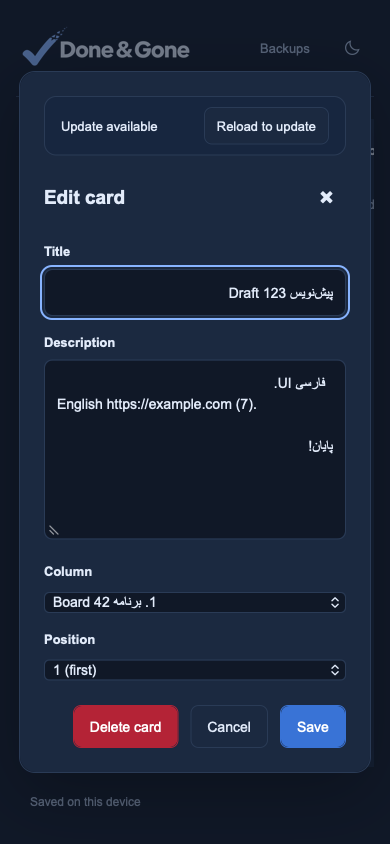 Done & Gone
Backups
Update available
Reload to update
Edit card
Title
پیش‌نویس Draft 123
Description
فارسی UI.
English https://example.com (7).
پایان!
Column
1. برنامه Board 42
Position
1 (first)
Delete card
Cancel
Save
Saved on this device